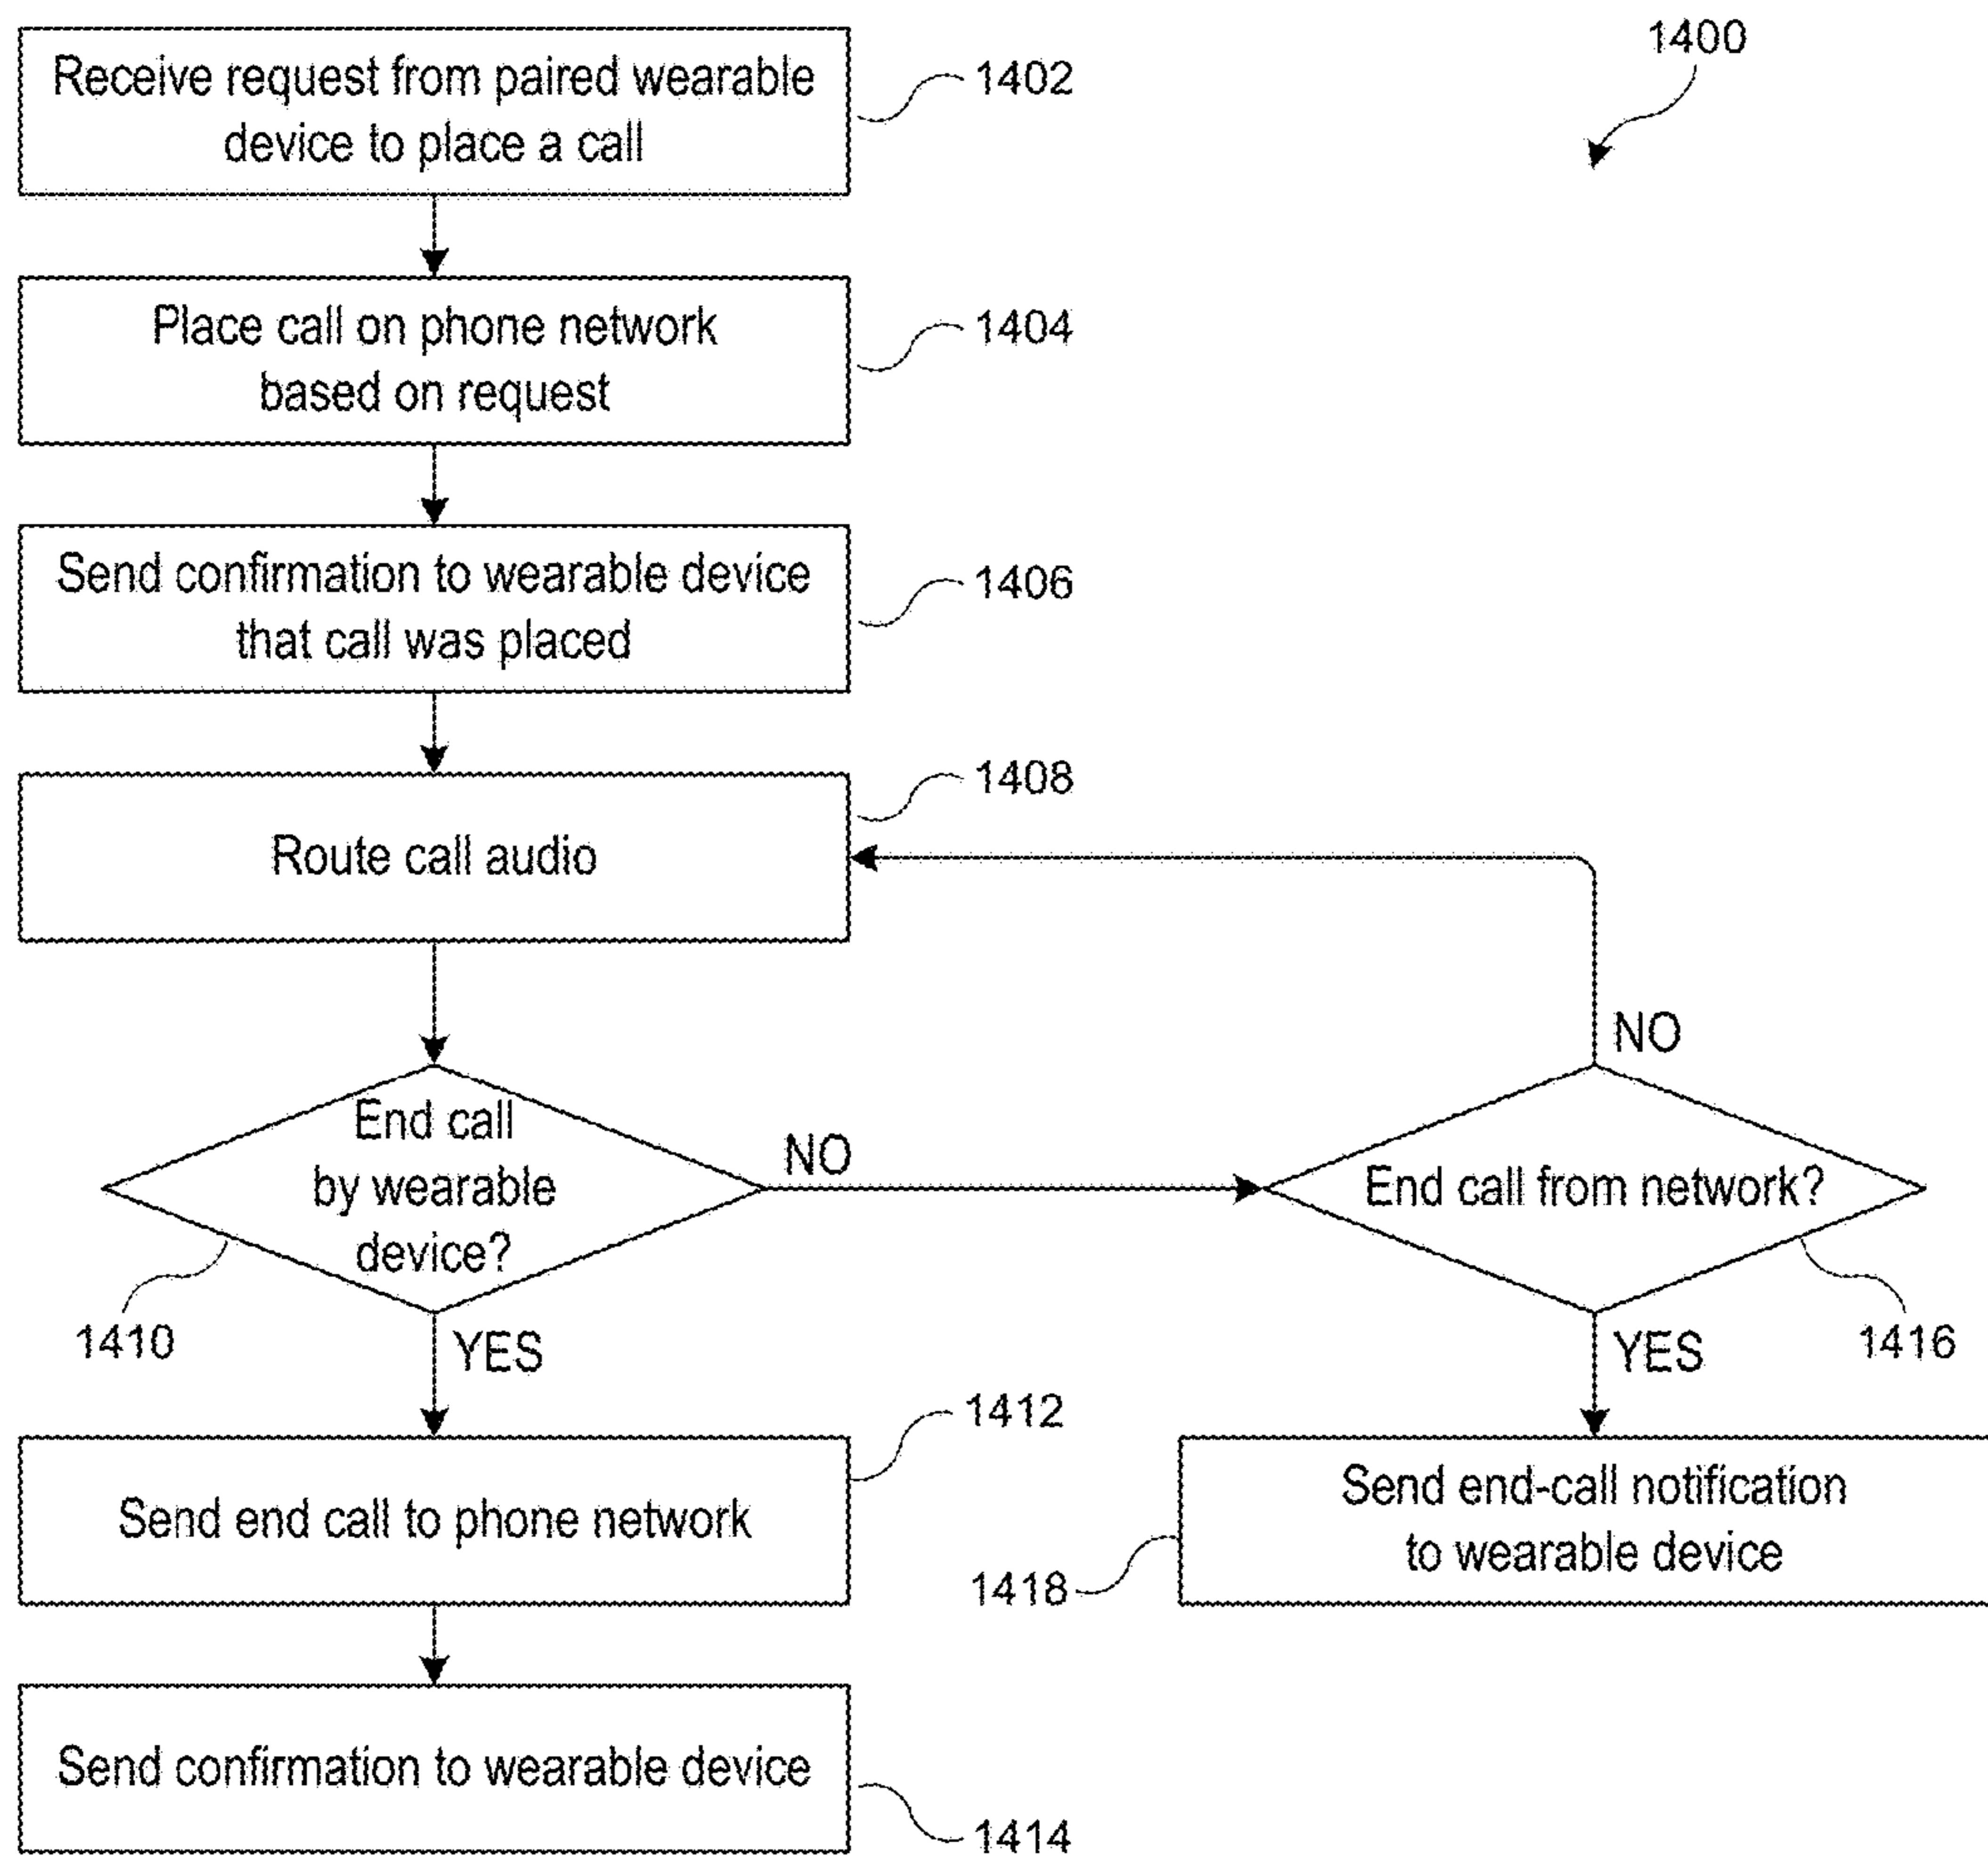 1400
Receive request from paired wearable
device to place a call
1402
Place call on phone network
based on request
1404
Send confirmation to wearable device
that call was placed
1406
Route call audio
1408
End call
by wearable
device?
1410
NO
YES
End call from network?
1416
NO
YES
Send end call to phone network
1412
Send end-call notification
to wearable device
1418
Send confirmation to wearable device
1414